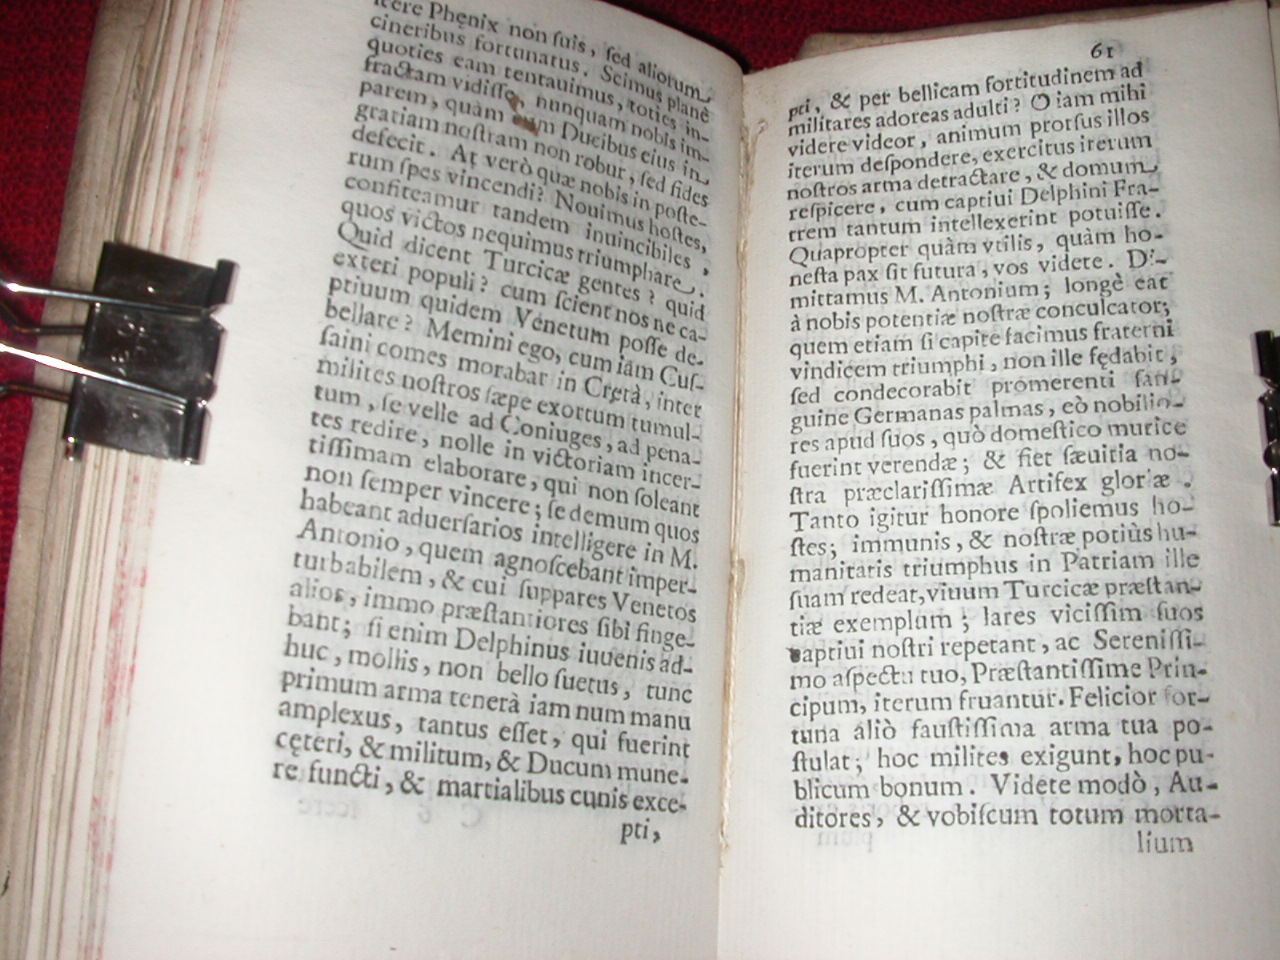 Phęnix non ſuis, ſed aliorum
cineribus fortunatus. Scimus planè
quoties eam tentauimus, toties in-
fractam vidiſſe, nunquam nobis im-
parem, quàm cum Ducibus eius in
gratiam noſtram non robur, ſed fides
defecit. At verò quæ nobis in poſte-
rum ſpes vincendi? Nouimus hoſtes,
confiteamur tandem inuincibiles,
quos victos nequimus triumphare.
Quid dicent Turcicæ gentes? quid
exteri populi? cum ſcient nos ne ca-
ptiuum quidem Venetum poſſe de-
bellare? Memini ego, cum iám Cuſ-
ſaini comes morabar in Cretà, inter
milites noſtros ſæpe exortum tumul-
tum, ſe velle ad Coniuges, ad pena-
tes redire, nolle in victoriam incer-
tiſſimam elaborare, qui non ſoleant
non ſemper vincere; ſe demum quos
habeant aduerſarios intelligere in M.
Antonio, quem agnoſcebant imper-
turbabilem, & cui ſuppares Venetos
alios, immo præſtantiores ſibi finge-
bant; ſi enim Delphinus iuuenis ad-
huc, mollis, non bello ſuetus, tunc
primum arma tenerà iam num manu
amplexus, tantus eſſet, qui fuerint
cęteri, & militum, & Ducum mune-
re functi, & martialibus cunis exce-
pti,
61
pti, & per bellicam fortitudinem ad
militares adoreas adulti? O iam mihi
videre videor, animum prorſus illos
iterum deſpondere, exercitus iterum
noſtros arma detractare, & domum
reſpicere, cum captiui Delphini Fra-
trem tantum intellexerint potuiſſe.
Quapropter quàm vtilis, quàm ho-
neſta pax ſit futura, vos videte. Di-
mittamus M. Antonium; longè eat
à nobis potentiæ noſtræ conculcator;
quem etiam ſi capite facimus fraterni
vindicem triumphi, non ille fędabit,
ſed condecorabit promerenti ſan-
guine Germanas palmas, eò nobilio-
res apud ſuos, quò domeſtico murice
fuerint verendæ; & fiet ſæuitia no-
ſtra præclariſſimæ Artifex gloriæ.
Tanto igitur honore ſpoliemus ho-
ſtes; immunis, & noſtræ potiùs hu-
manitatis triumphus in Patriam ille
ſuam redeat, viuum Turcicæ præſtan-
tiæ exemplum; lares viciſſim ſuos
captiui noſtri repetant, ac Sereniſſi-
mo aſpectu tuo, Præſtantiſſime Prin-
cipum, iterum fruantur. Felicior for-
tuna aliò fauſtiſſima arma tua po-
ſtulat; hoc milites exigunt, hoc pu-
blicum bonum. Videte modò, Au-
ditores, & vobiſcum totum morta-
lium